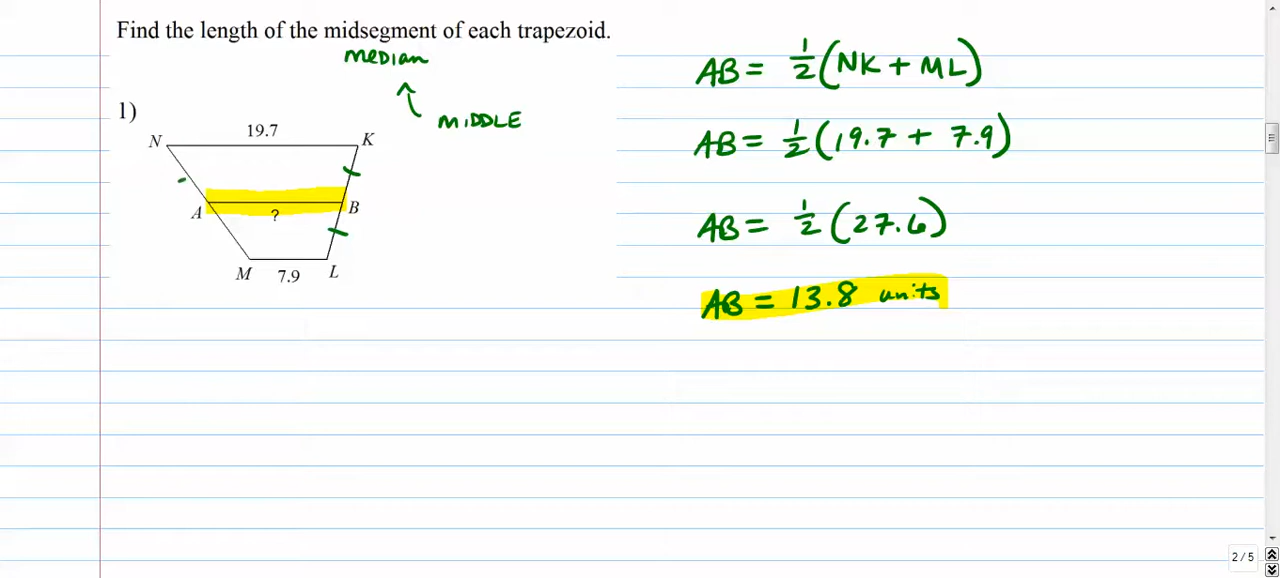 Find the length of the midsegment of each trapezoid.
median
MIDDLE
1)
N 19.7 K
A ? B
M 7.9 L
AB = 1/2 (NK + ML)
AB = 1/2 (19.7 + 7.9)
AB = 1/2 (27.6)
AB = 13.8 units
2 / 5